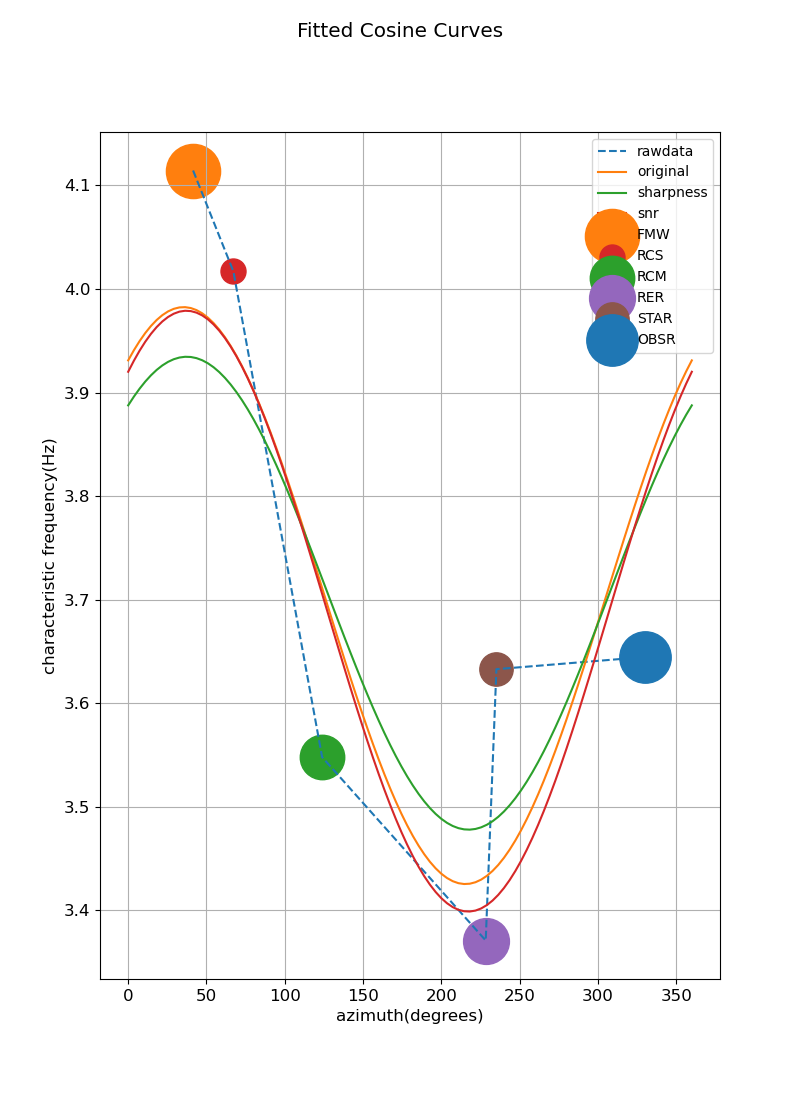 Fitted Cosine Curves
rawdata
original
sharpness
snr
FMW
RCS
RCM
RER
STAR
OBSR
4.1
4.0
3.9
3.8
3.7
3.6
3.5
3.4
characteristic frequency(Hz)
0 50 100 150 200 250 300 350
azimuth(degrees)